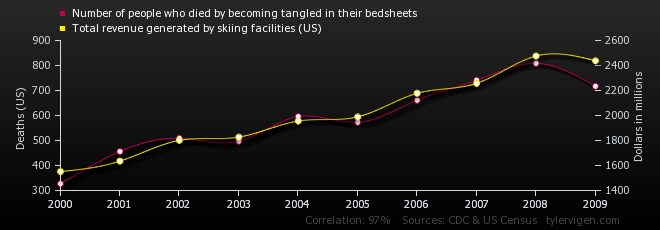 Number of people who died by becoming tangled in their bedsheets
Total revenue generated by skiing facilities (US)
900 2600
800 2400
700 2200
600 2000
500 1800
400 1600
300 1400
Deaths (US)
Dollars in millions
2000 2001 2002 2003 2004 2005 2006 2007 2008 2009
Correlation: 97% Sources: CDC & US Census tylervigen.com